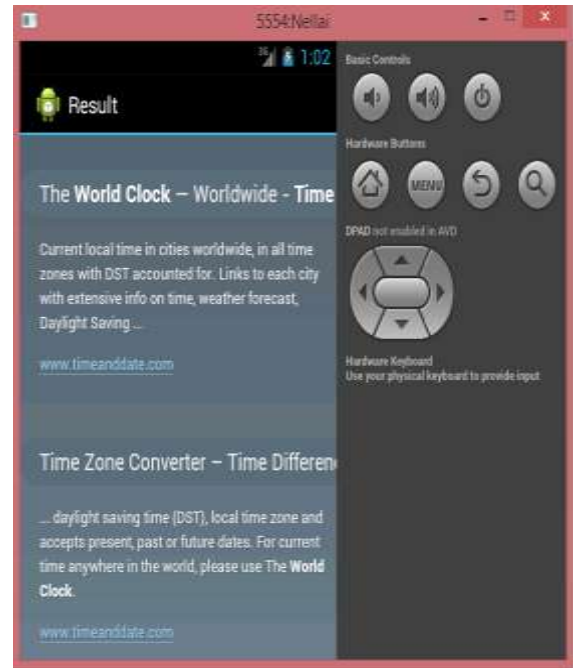 5554:Nellai
3G 1:02
Result
The World Clock — Worldwide - Time
Current local time in cities worldwide, in all time
zones with DST accounted for. Links to each city
with extensive info on time, weather forecast,
Daylight Saving ...
www.timeanddate.com
Time Zone Converter – Time Differen
... daylight saving time (DST), local time zone and
accepts present, past or future dates. For current
time anywhere in the world, please use The World
Clock.
www.timeanddate.com
Basic Controls
Hardware Buttons
MENU
DPAD not enabled in AVD
Hardware Keyboard
Use your physical keyboard to provide input